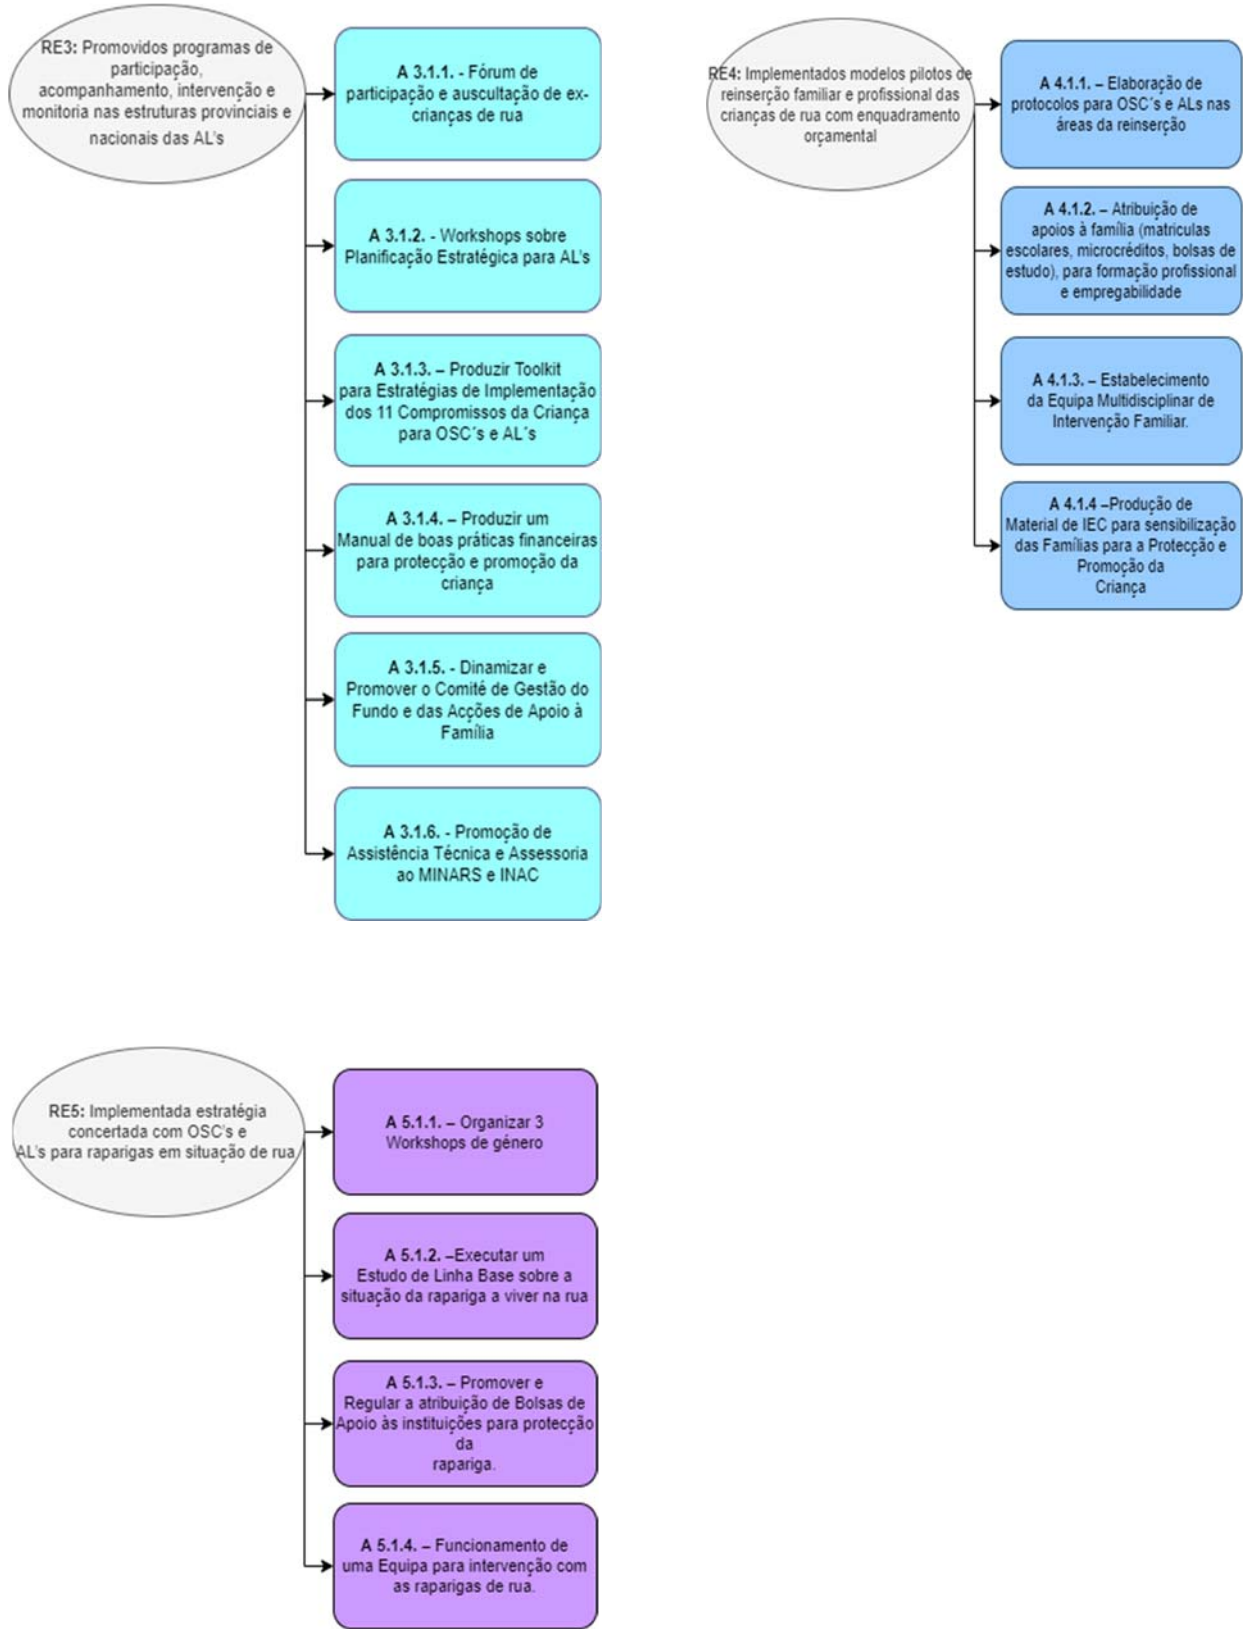 RE3: Promovidos programas de
participação,
acompanhamento, intervenção e
monitoria nas estruturas provinciais e
nacionais das AL's
A 3.1.1. - Fórum de
participação e auscultação de ex-
crianças de rua
A 3.1.2. - Workshops sobre
Planificação Estratégica para AL's
A 3.1.3. – Produzir Toolkit
para Estratégias de Implementação
dos 11 Compromissos da Criança
para OSC´s e AL´s
A 3.1.4. – Produzir um
Manual de boas práticas financeiras
para protecção e promoção da
criança
A 3.1.5. - Dinamizar e
Promover o Comité de Gestão do
Fundo e das Acções de Apoio à
Família
A 3.1.6. - Promoção de
Assistência Técnica e Assessoria
ao MINARS e INAC
RE4: Implementados modelos pilotos de
reinserção familiar e profissional das
crianças de rua com enquadramento
orçamental
A 4.1.1. – Elaboração de
protocolos para OSC´s e ALs nas
áreas da reinserção
A 4.1.2. – Atribuição de
apoios à família (matriculas
escolares, microcréditos, bolsas de
estudo), para formação profissional
e empregabilidade
A 4.1.3. – Estabelecimento
da Equipa Multidisciplinar de
Intervenção Familiar.
A 4.1.4 –Produção de
Material de IEC para sensibilização
das Famílias para a Protecção e
Promoção da
Criança
RE5: Implementada estratégia
concertada com OSC's e
AL's para raparigas em situação de rua
A 5.1.1. – Organizar 3
Workshops de género
A 5.1.2. –Executar um
Estudo de Linha Base sobre a
situação da rapariga a viver na rua
A 5.1.3. – Promover e
Regular a atribuição de Bolsas de
Apoio às instituições para protecção
da
rapariga.
A 5.1.4. – Funcionamento de
uma Equipa para intervenção com
as raparigas de rua.